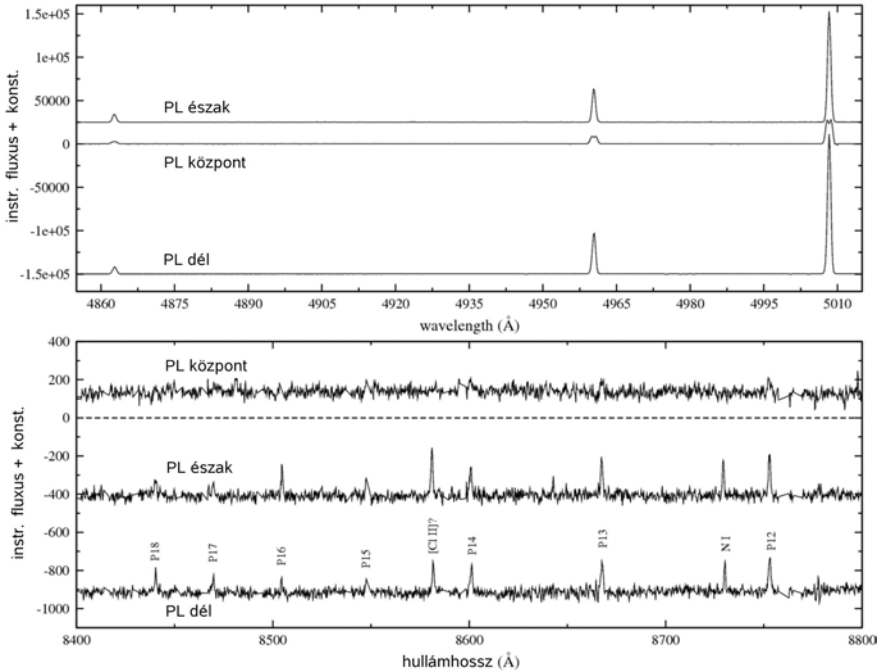 1.5e+05
1e+05
50000
0
-50000
-1e+05
-1.5e+05
instr. fluxus + konst.
PL észak
PL központ
PL dél
4860 4875 4890 4905 4920 4935 4950 4965 4980 4995 5010
wavelength (Å)
400
200
0
-200
-400
-600
-800
-1000
instr. fluxus + konst.
PL központ
PL észak
P18 P17 P16 P15 [Cl II]? P14 P13 N I P12
PL dél
8400 8500 8600 8700 8800
hullámhossz (Å)